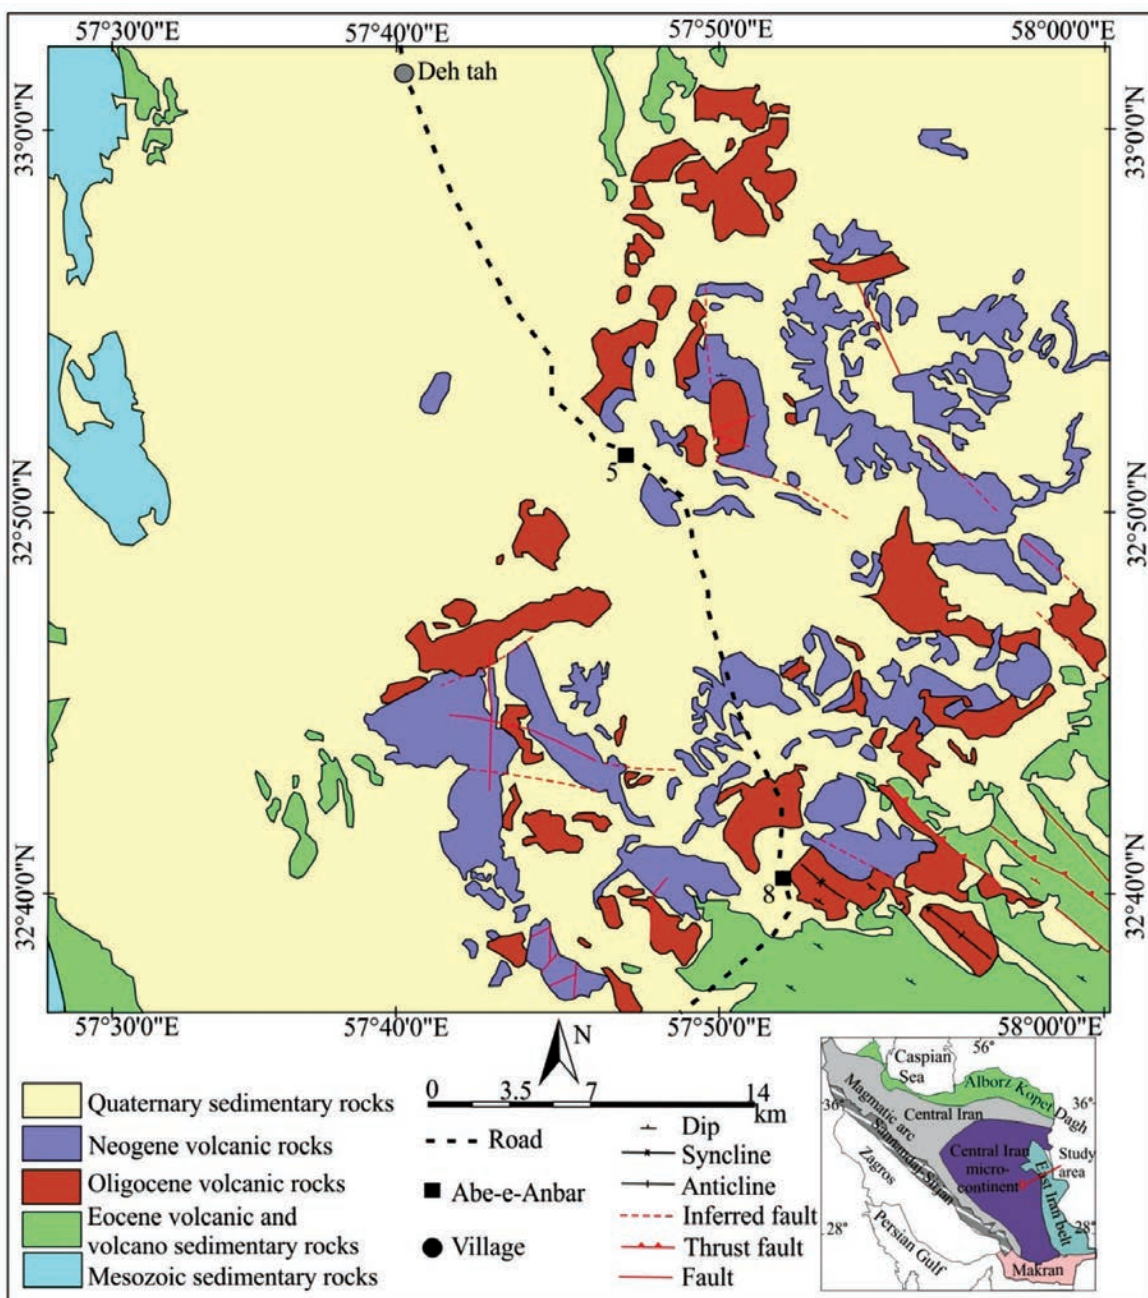 57°30'0"E 57°40'0"E 57°50'0"E 58°00'0"E
Deh tah
33°0'0"N 33°0'0"N
5
32°50'0"N 32°50'0"N
32°40'0"N 32°40'0"N
8
57°30'0"E 57°40'0"E 57°50'0"E 58°00'0"E
N
Quaternary sedimentary rocks
Neogene volcanic rocks
Oligocene volcanic rocks
Eocene volcanic and
volcano sedimentary rocks
Mesozoic sedimentary rocks
0 3.5 7 14
km
Road
Abe-e-Anbar
Village
Dip
Syncline
Anticline
Inferred fault
Thrust fault
Fault
56°
Caspian
Sea
Alborz Kopet Dagh
36° 36°
Magmatic arc
Central Iran
Sanandaj-Sirjan
Zagros
Central Iran
micro-
continent
Study
area
East Iran belt
28° 28°
Persian Gulf
Makran